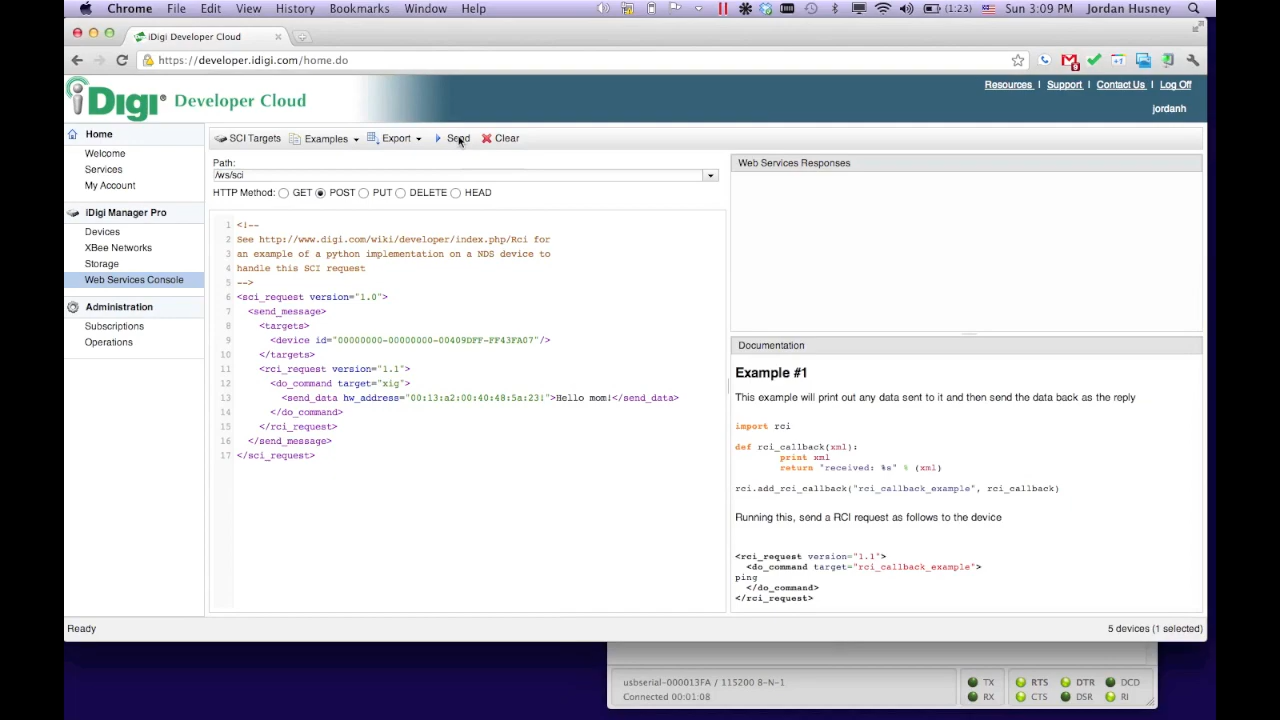 Chrome File Edit View History Bookmarks Window Help (1:23) Sun 3:09 PM Jordan Husney
iDigi Developer Cloud
https://developer.idigi.com/home.do
iDigi® Developer Cloud
Resources | Support | Contact Us | Log Off
jordanh
Home
Welcome
Services
My Account
iDigi Manager Pro
Devices
XBee Networks
Storage
Web Services Console
Administration
Subscriptions
Operations
SCI Targets Examples Export Send Clear
Path:
/ws/sci
HTTP Method: GET POST PUT DELETE HEAD
1 <!--
2 See http://www.digi.com/wiki/developer/index.php/Rci for
3 an example of a python implementation on a NDS device to
4 handle this SCI request
5 -->
6 <sci_request version="1.0">
7 <send_message>
8 <targets>
9 <device id="00000000-00000000-00409DFF-FF43FA07"/>
10 </targets>
11 <rci_request version="1.1">
12 <do_command target="xig">
13 <send_data hw_address="00:13:a2:00:40:48:5a:23!">Hello mom!</send_data>
14 </do_command>
15 </rci_request>
16 </send_message>
17 </sci_request>
Web Services Responses
Documentation
Example #1
This example will print out any data sent to it and then send the data back as the reply
import rci
def rci_callback(xml):
print xml
return "received: %s" % (xml)
rci.add_rci_callback("rci_callback_example", rci_callback)
Running this, send a RCI request as follows to the device
<rci_request version="1.1">
<do_command target="rci_callback_example">
ping
</do_command>
</rci_request>
Ready
5 devices (1 selected)
usbserial-000013FA / 115200 8-N-1
Connected 00:01:08
TX RTS DTR DCD
RX CTS DSR RI